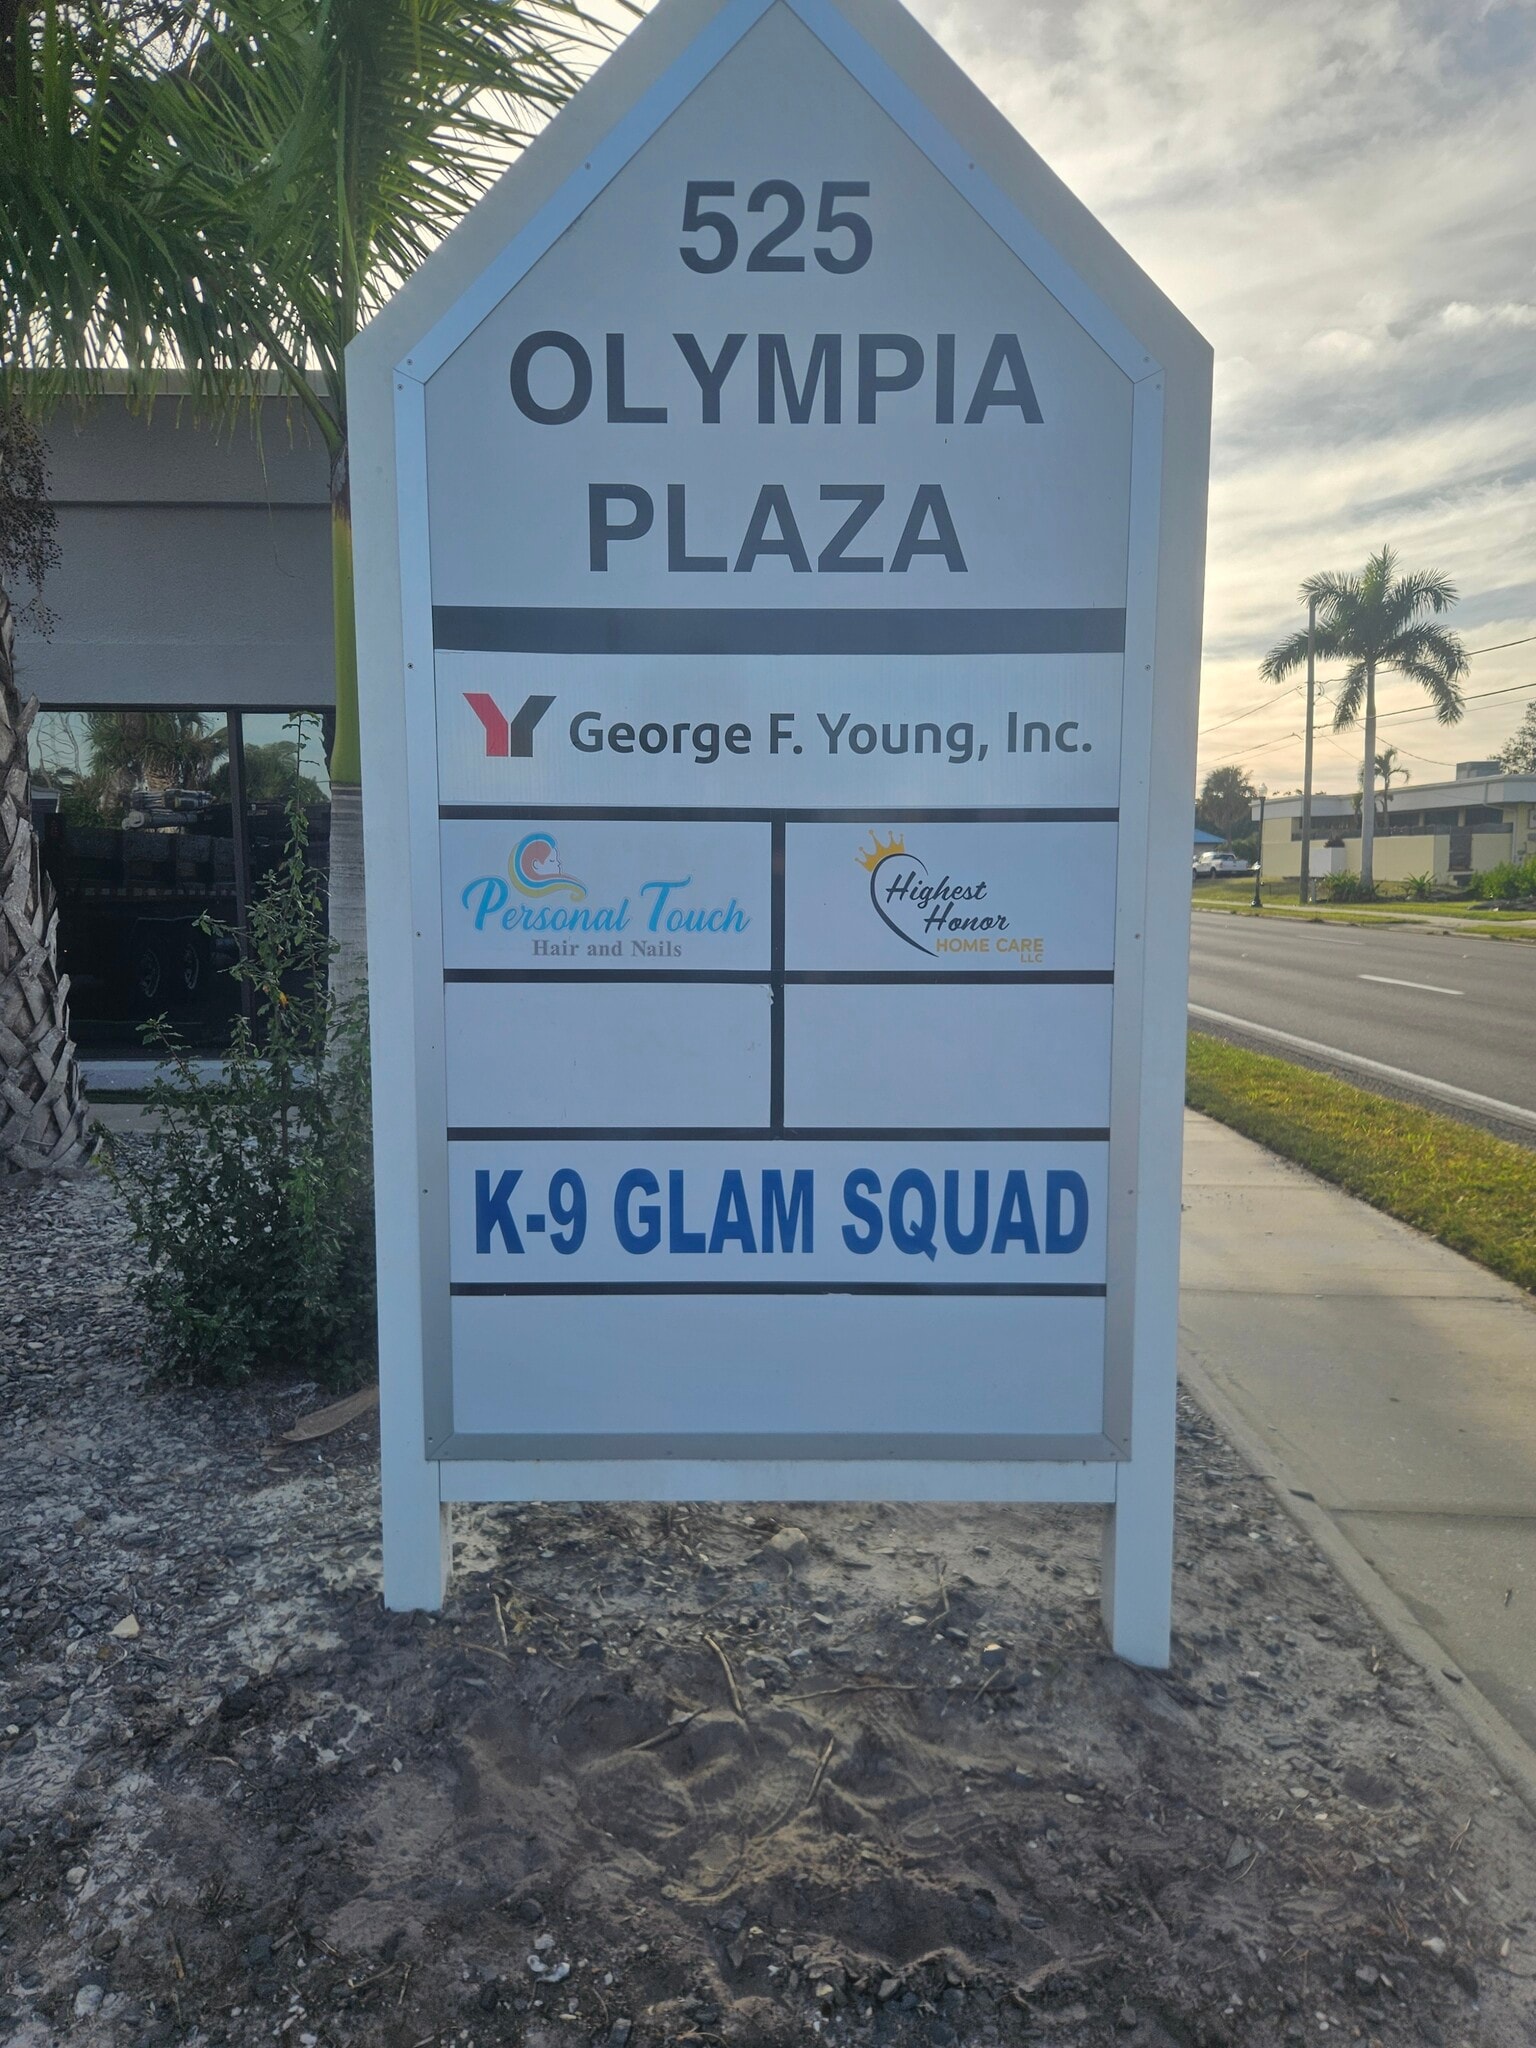 525
OLYMPIA
PLAZA
George F. Young, Inc.
Personal Touch
Hair and Nails
Highest
Honor
HOME CARE
LLC
K-9 GLAM SQUAD